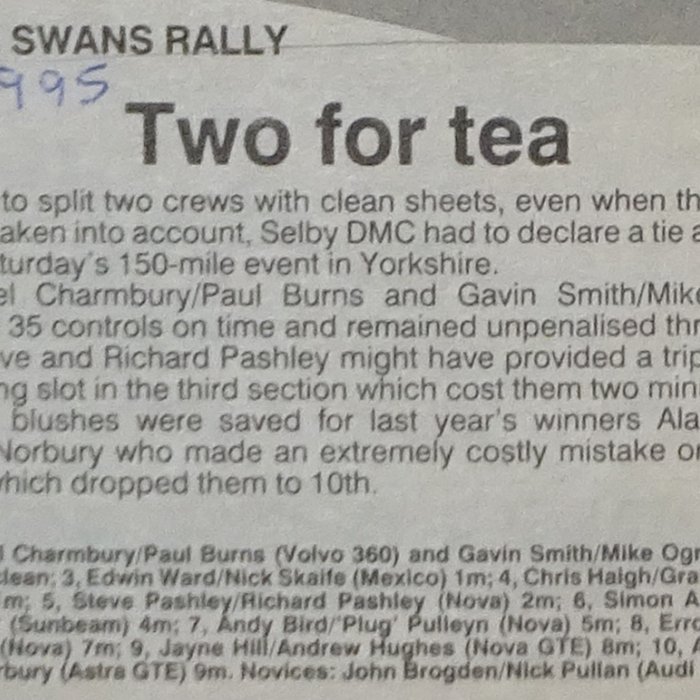 SWANS RALLY
995
Two for tea
to split two crews with clean sheets, even when th
aken into account, Selby DMC had to declare a tie a
turday's 150-mile event in Yorkshire.
el Charmbury/Paul Burns and Gavin Smith/Mike
35 controls on time and remained unpenalised thr
ve and Richard Pashley might have provided a trip
ng slot in the third section which cost them two min
blushes were saved for last year's winners Ala
Norbury who made an extremely costly mistake on
which dropped them to 10th.
l Charmbury/Paul Burns (Volvo 360) and Gavin Smith/Mike Ogr
clean; 3, Edwin Ward/Nick Skaife (Mexico) 1m; 4, Chris Haigh/Gra
m; 5, Steve Pashley/Richard Pashley (Nova) 2m; 6, Simon A
(Sunbeam) 4m; 7, Andy Bird/'Plug' Pulleyn (Nova) 5m; 8, Erro
(Nova) 7m; 9, Jayne Hill/Andrew Hughes (Nova GTE) 8m; 10, A
rbury (Astra GTE) 9m. Novices: John Brogden/Nick Pullan (Audi